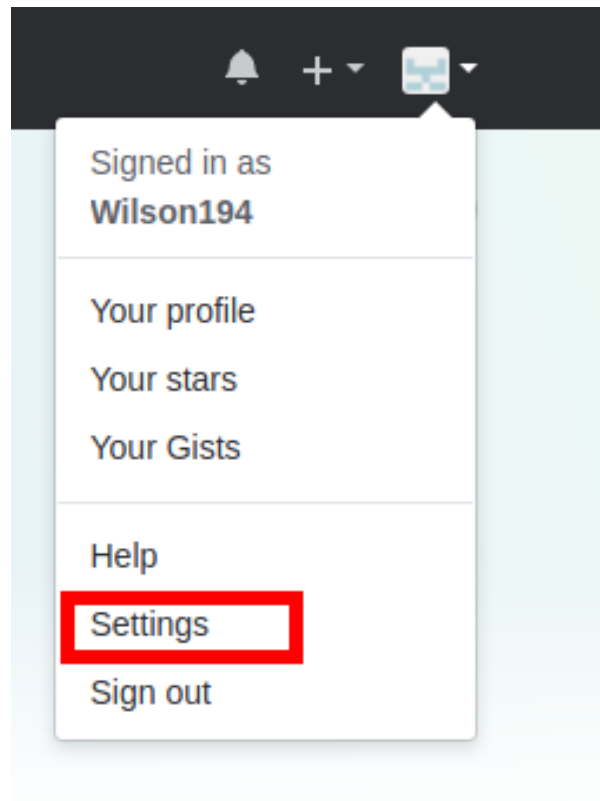 Signed in as
Wilson194
Your profile
Your stars
Your Gists
Help
Settings
Sign out